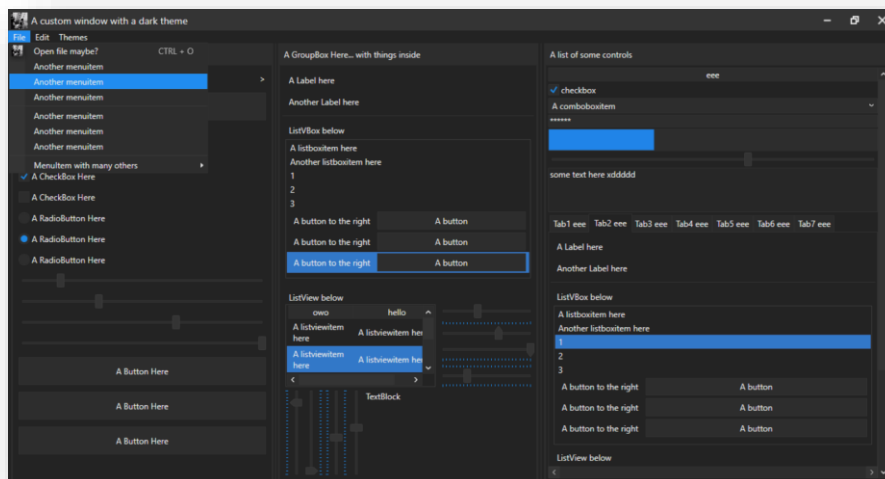 A custom window with a dark theme
File Edit Themes
Open file maybe? CTRL + O
Another menuitem
Another menuitem
Another menuitem
Another menuitem
Another menuitem
Another menuitem
MenuItem with many others
A CheckBox Here
A CheckBox Here
A RadioButton Here
A RadioButton Here
A RadioButton Here
A Button Here
A Button Here
A Button Here
A GroupBox Here... with things inside
A Label here
Another Label here
ListVBox below
A listboxitem here
Another listboxitem here
1
2
3
A button to the right A button
A button to the right A button
A button to the right A button
ListView below
owo hello
A listviewitem here A listviewitem her
A listviewitem here A listviewitem her
TextBlock
A list of some controls
eee
checkbox
A comboboxitem
******
some text here xddddd
Tab1 eee Tab2 eee Tab3 eee Tab4 eee Tab5 eee Tab6 eee Tab7 eee
A Label here
Another Label here
ListVBox below
A listboxitem here
Another listboxitem here
1
2
3
A button to the right A button
A button to the right A button
A button to the right A button
ListView below